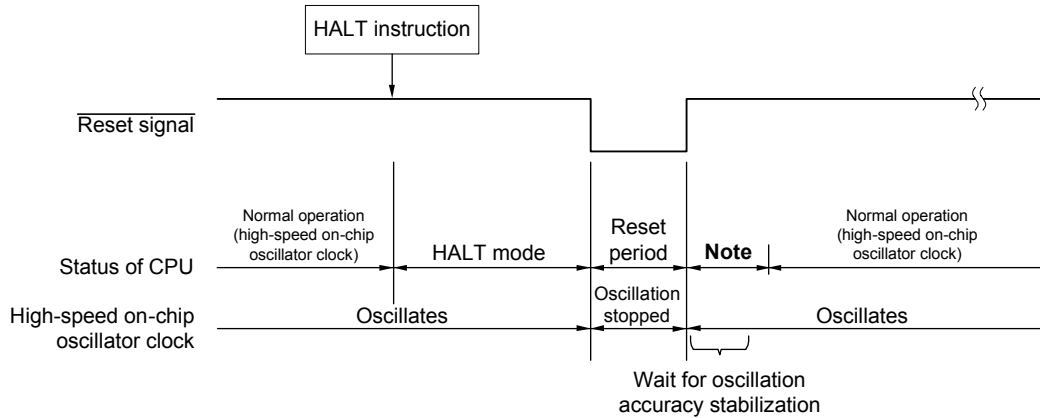 HALT instruction
Reset signal
Normal operation
(high-speed on-chip
oscillator clock)
HALT mode
Reset
period
Note
Normal operation
(high-speed on-chip
oscillator clock)
Status of CPU
High-speed on-chip
oscillator clock
Oscillates
Oscillation
stopped
Oscillates
Wait for oscillation
accuracy stabilization